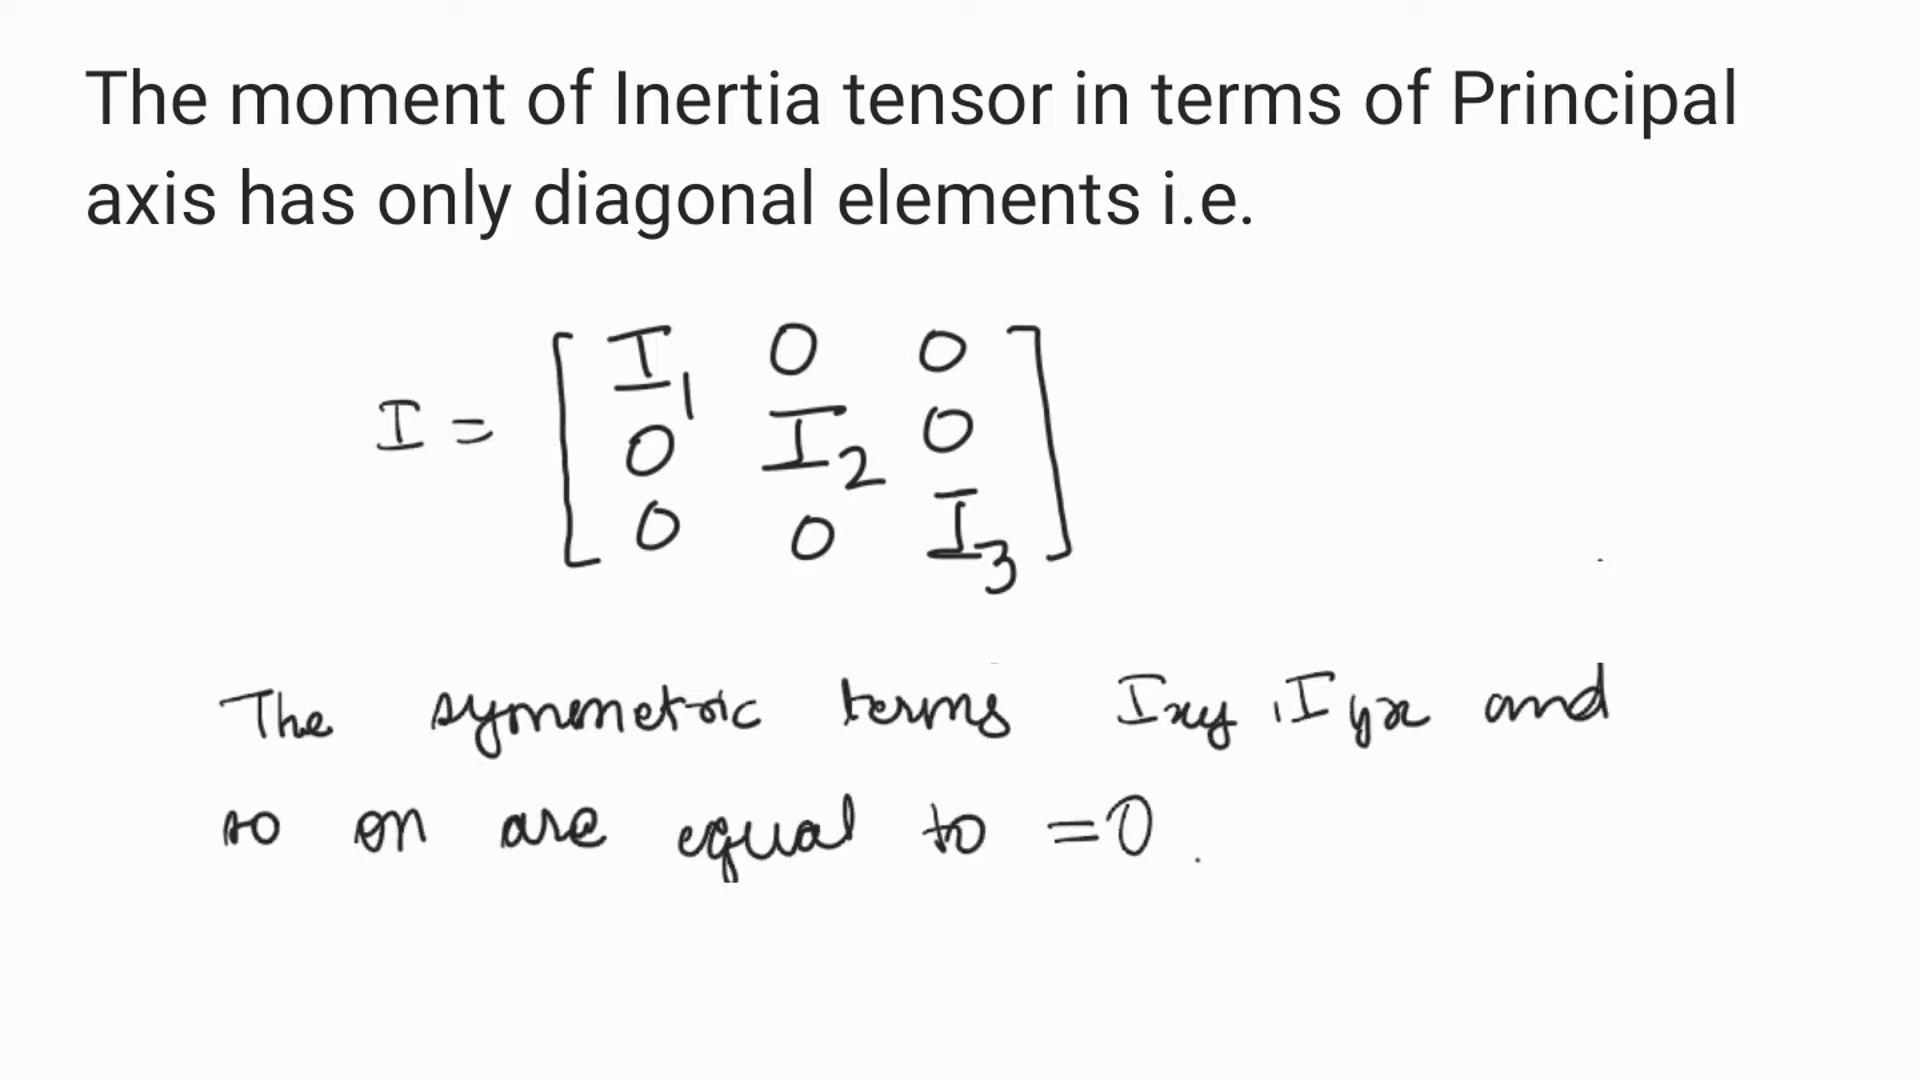 The moment of Inertia tensor in terms of Principal
axis has only diagonal elements i.e.
I = [ I₁ 0 0
0 I₂ 0
0 0 I₃ ]
The symmetric terms Ixy, Iyx and
so on are equal to =0.